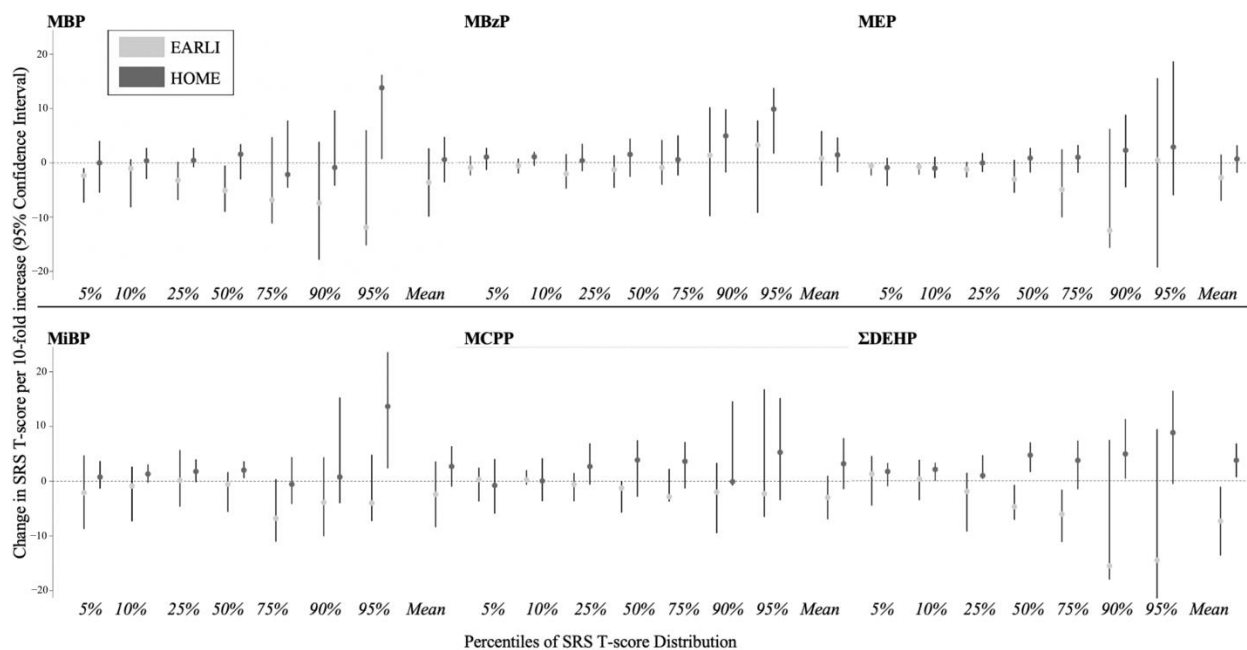 MBP MBzP MEP
EARLI
HOME
20
10
0
−10
−20
5% 10% 25% 50% 75% 90% 95% Mean 5% 10% 25% 50% 75% 90% 95% Mean 5% 10% 25% 50% 75% 90% 95% Mean
Change in SRS T-score per 10-fold increase (95% Confidence Interval)
MiBP MCPP ΣDEHP
20
10
0
−10
−20
5% 10% 25% 50% 75% 90% 95% Mean 5% 10% 25% 50% 75% 90% 95% Mean 5% 10% 25% 50% 75% 90% 95% Mean
Percentiles of SRS T-score Distribution